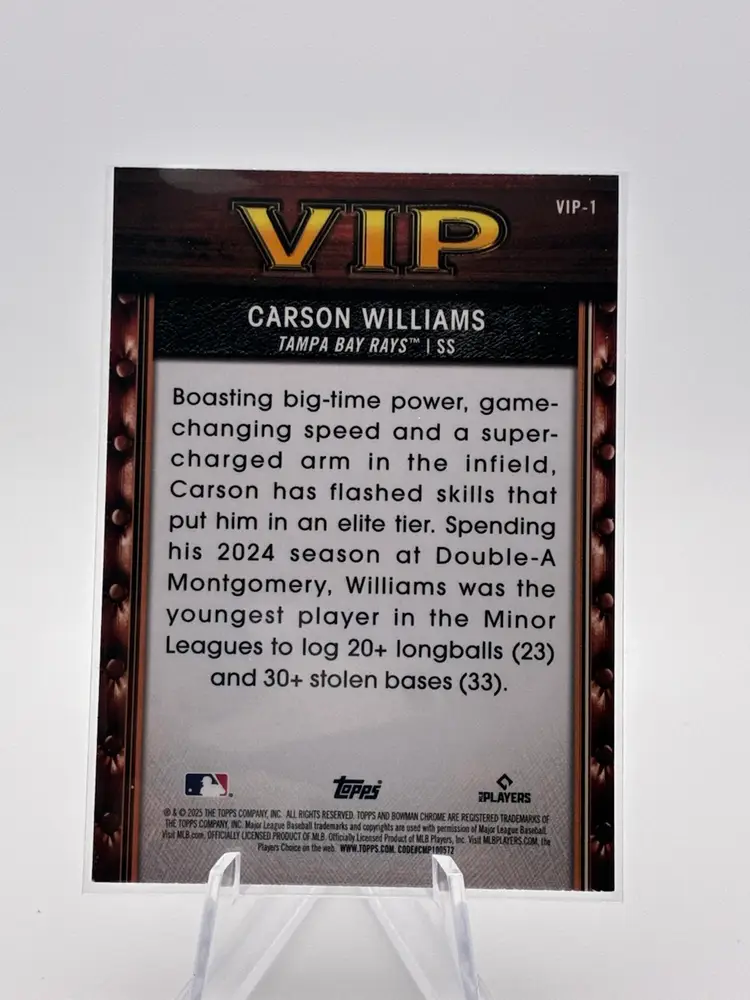 VIP
VIP-1
CARSON WILLIAMS
TAMPA BAY RAYS™ | SS
Boasting big-time power, game-
changing speed and a super-
charged arm in the infield,
Carson has flashed skills that
put him in an elite tier. Spending
his 2024 season at Double-A
Montgomery, Williams was the
youngest player in the Minor
Leagues to log 20+ longballs (23)
and 30+ stolen bases (33).
topps
PLAYERS
® & © 2025 THE TOPPS COMPANY, INC. ALL RIGHTS RESERVED. TOPPS AND BOWMAN CHROME ARE REGISTERED TRADEMARKS OF
THE TOPPS COMPANY, INC. Major League Baseball trademarks and copyrights are used with permission of Major League Baseball.
Visit MLB.com. OFFICIALLY LICENSED PRODUCT OF MLB. Officially Licensed Product of MLB Players, Inc. Visit MLBPLAYERS.COM, the
Players Choice on the web. WWW.TOPPS.COM. CODE#CMP100572